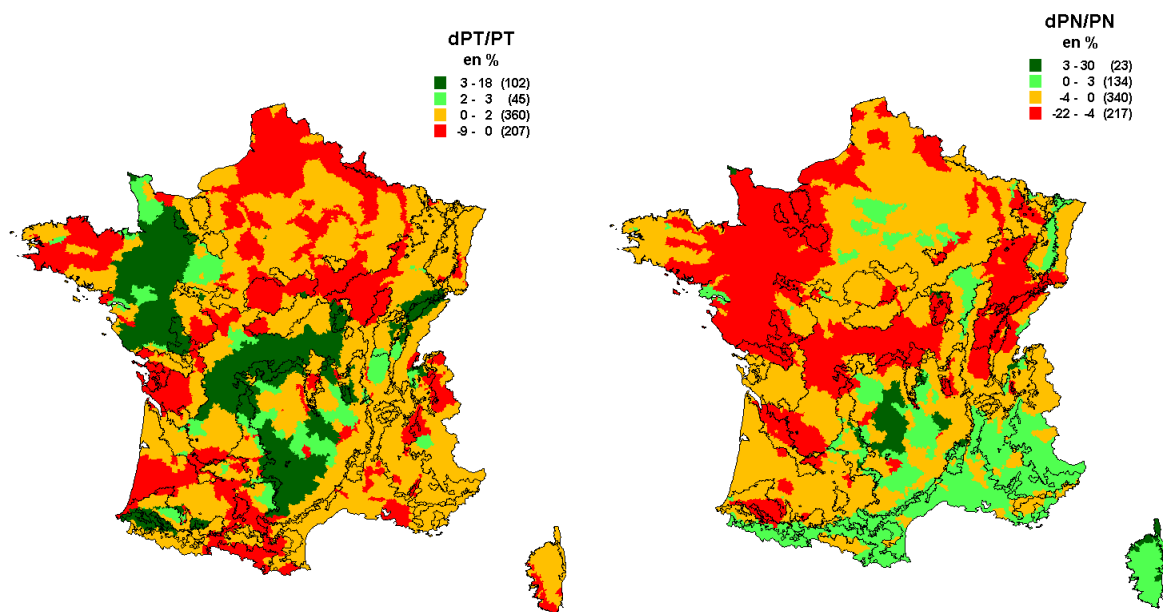 dPT/PT
en %
3 - 18 (102)
2 - 3 (45)
0 - 2 (360)
-9 - 0 (207)
dPN/PN
en %
3 - 30 (23)
0 - 3 (134)
-4 - 0 (340)
-22 - -4 (217)